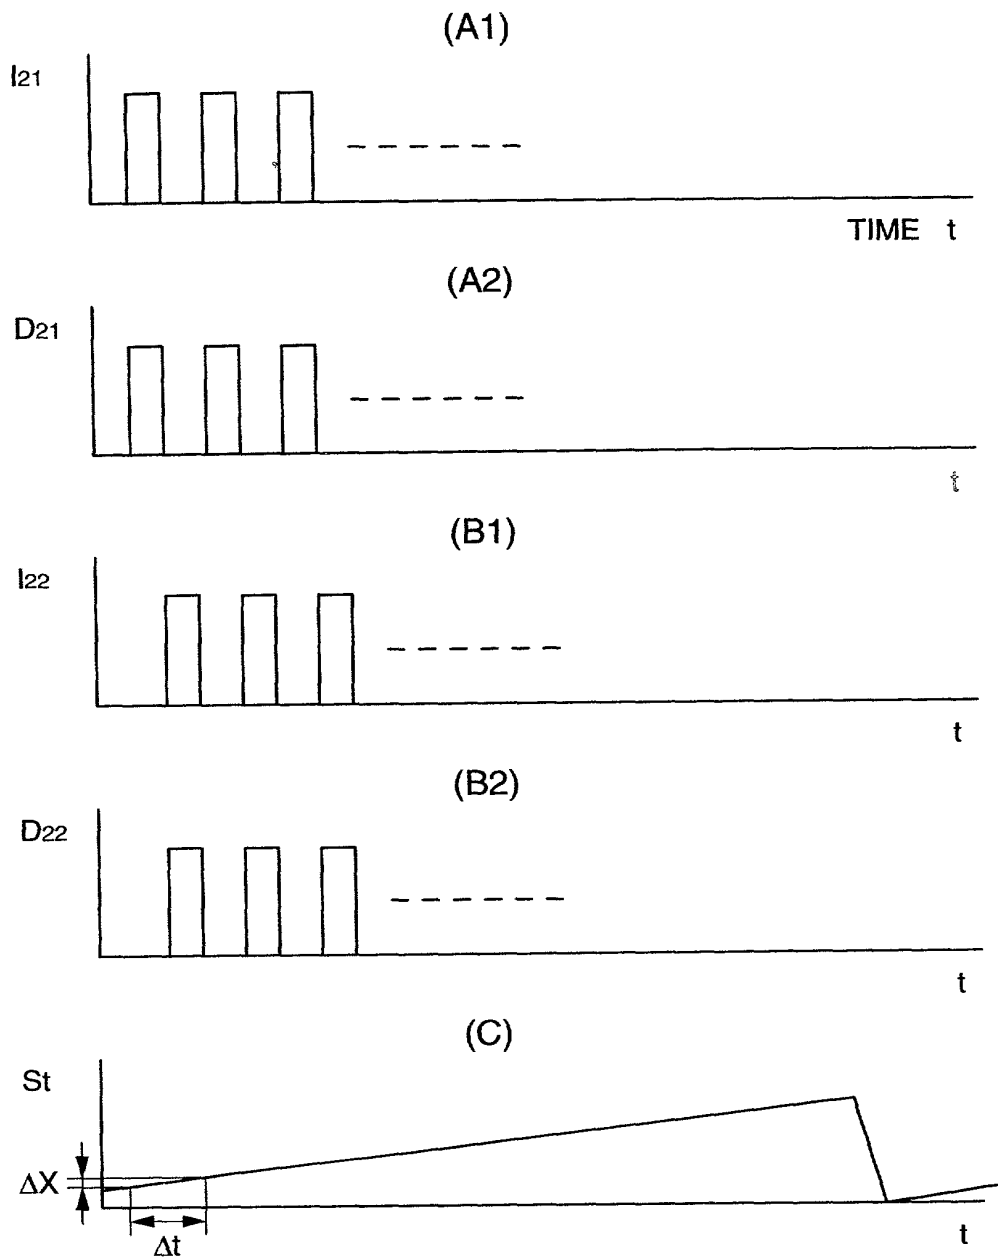 (A1)
I21
TIME t
(A2)
D21
t
(B1)
I22
t
(B2)
D22
t
(C)
St
ΔX
Δt
t